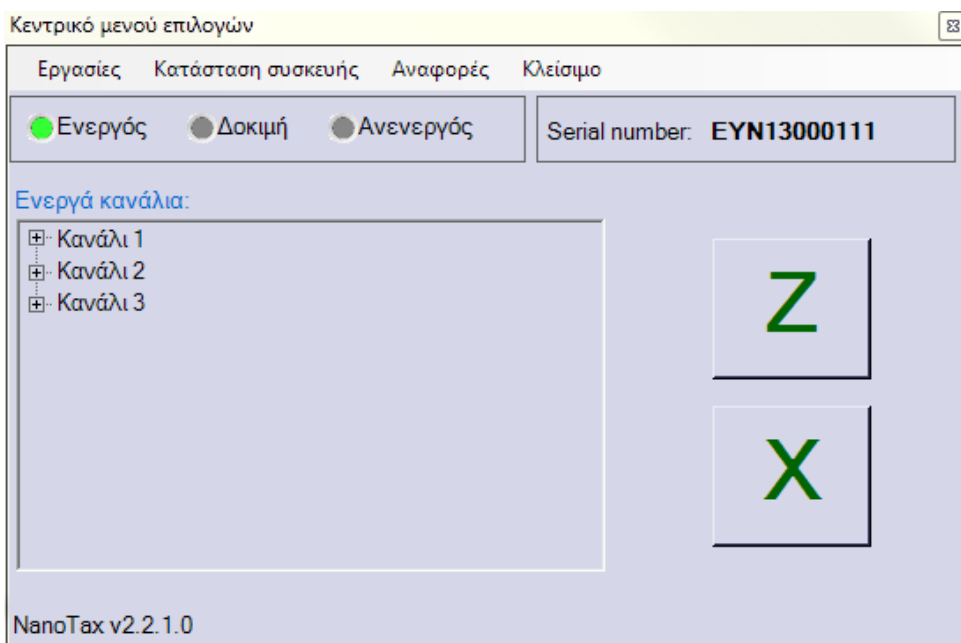 Κεντρικό μενού επιλογών
Εργασίες Κατάσταση συσκευής Αναφορές Κλείσιμο
Ενεργός Δοκιμή Ανενεργός Serial number: EYN13000111
Ενεργά κανάλια:
Κανάλι 1
Κανάλι 2
Κανάλι 3
Z
X
NanoTax v2.2.1.0